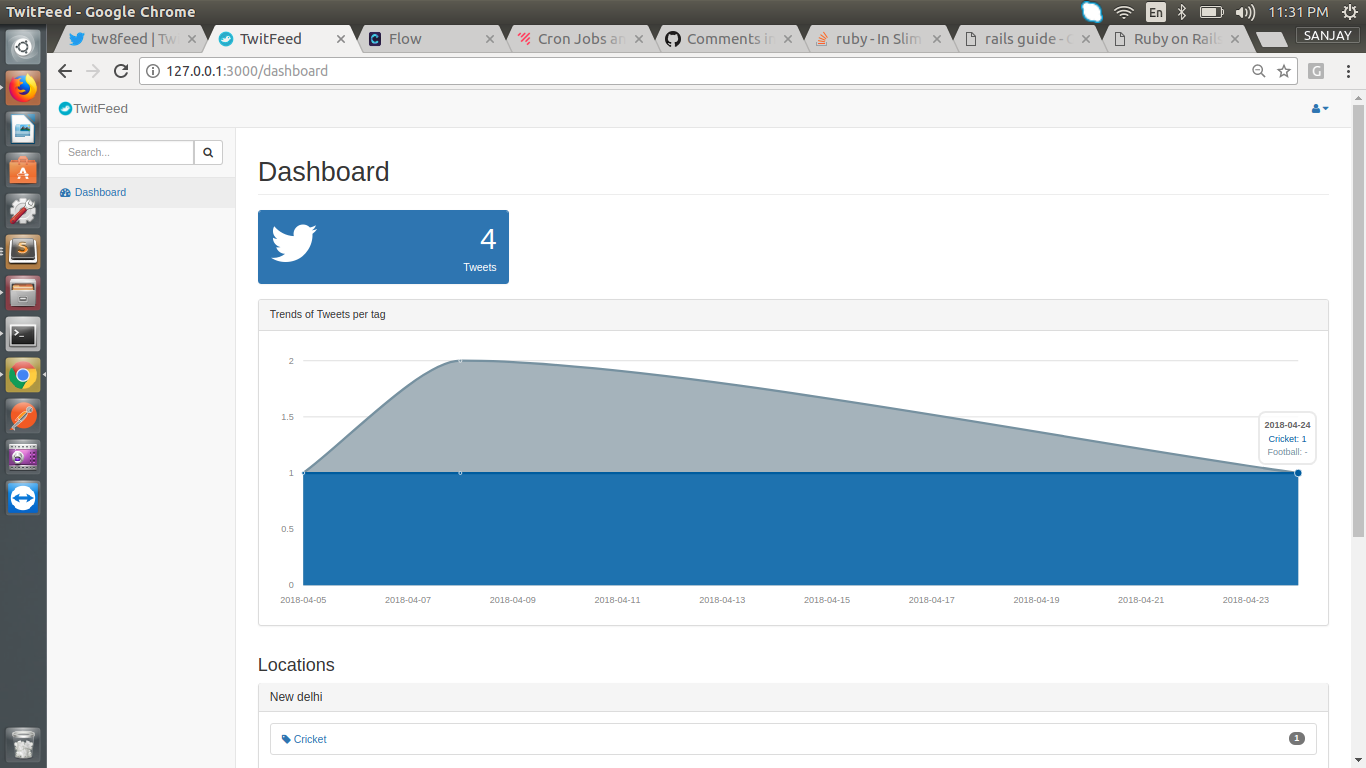 TwitFeed - Google Chrome
En
11:31 PM
tw8feed | Tw
TwitFeed
Flow
Cron Jobs an
Comments in
ruby - In Slim
rails guide - G
Ruby on Rails
SANJAY
127.0.0.1:3000/dashboard
G
TwitFeed
Search...
Dashboard
Dashboard
4
Tweets
Trends of Tweets per tag
2
1.5
1
0.5
0
2018-04-24
Cricket: 1
Football: -
2018-04-05
2018-04-07
2018-04-09
2018-04-11
2018-04-13
2018-04-15
2018-04-17
2018-04-19
2018-04-21
2018-04-23
Locations
New delhi
Cricket
1